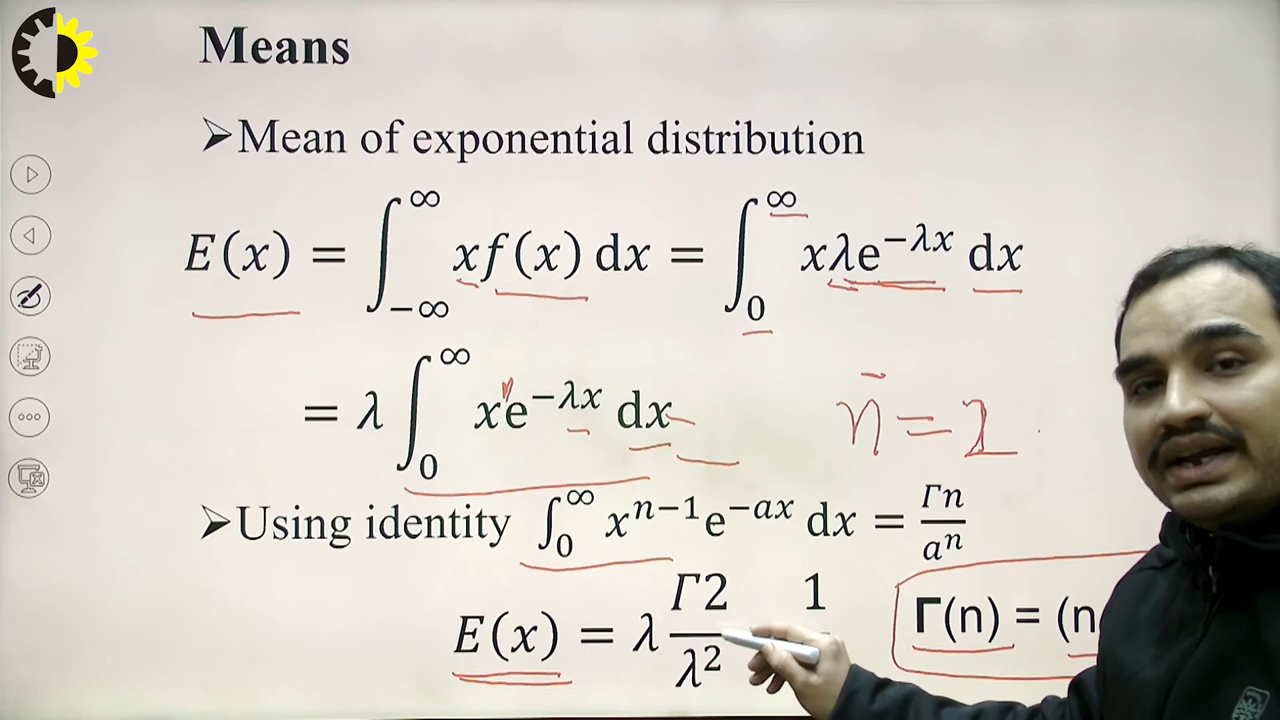 Means
➢Mean of exponential distribution
E(x) = ∫_{-∞}^{∞} xf(x) dx = ∫_0^∞ xλe^{−λx} dx
= λ ∫_0^∞ xe^{−λx} dx
n = 2
➢Using identity ∫_0^∞ x^{n−1}e^{−ax} dx = Γn/a^n
E(x) = λ Γ2/λ² 1
Γ(n) = (n